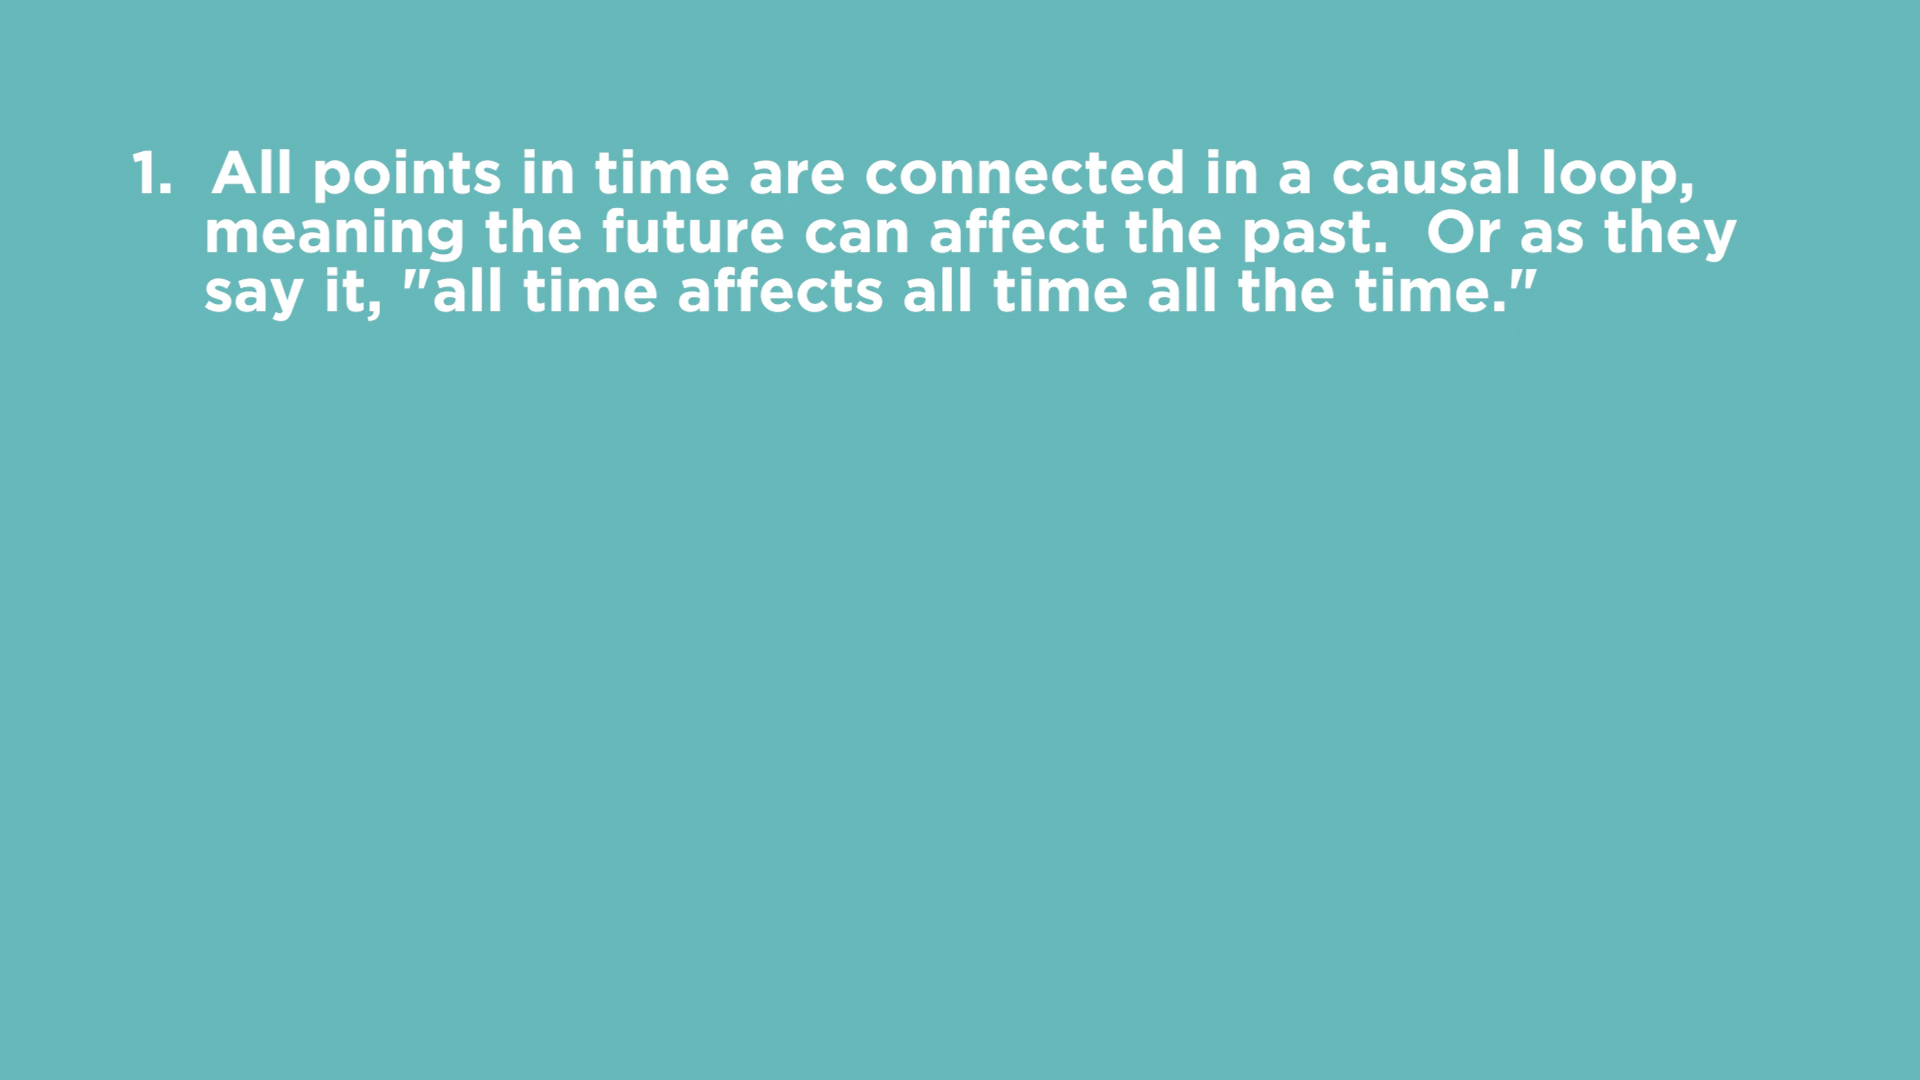 1.  All points in time are connected in a causal loop,
meaning the future can affect the past.  Or as they
say it, "all time affects all time all the time."